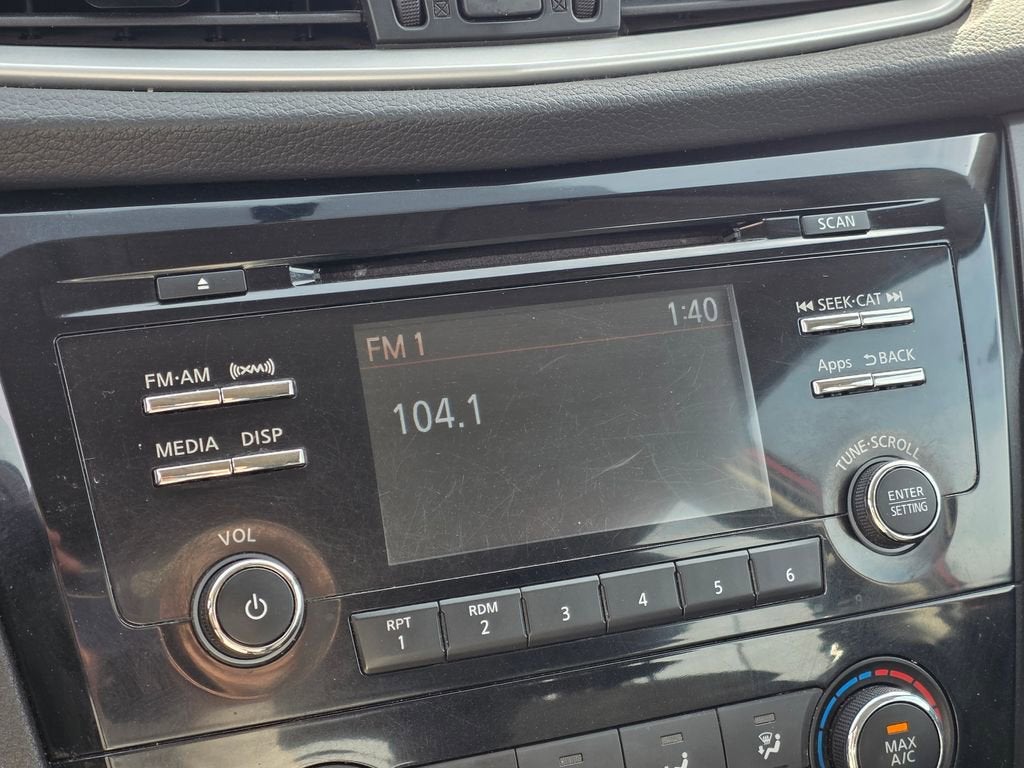 SCAN
SEEK·CAT
FM 1 1:40
FM·AM ((XM))
Apps BACK
104.1
MEDIA DISP
TUNE·SCROLL
ENTER
SETTING
VOL
RPT
1
RDM
2
3
4
5
6
MAX
A/C